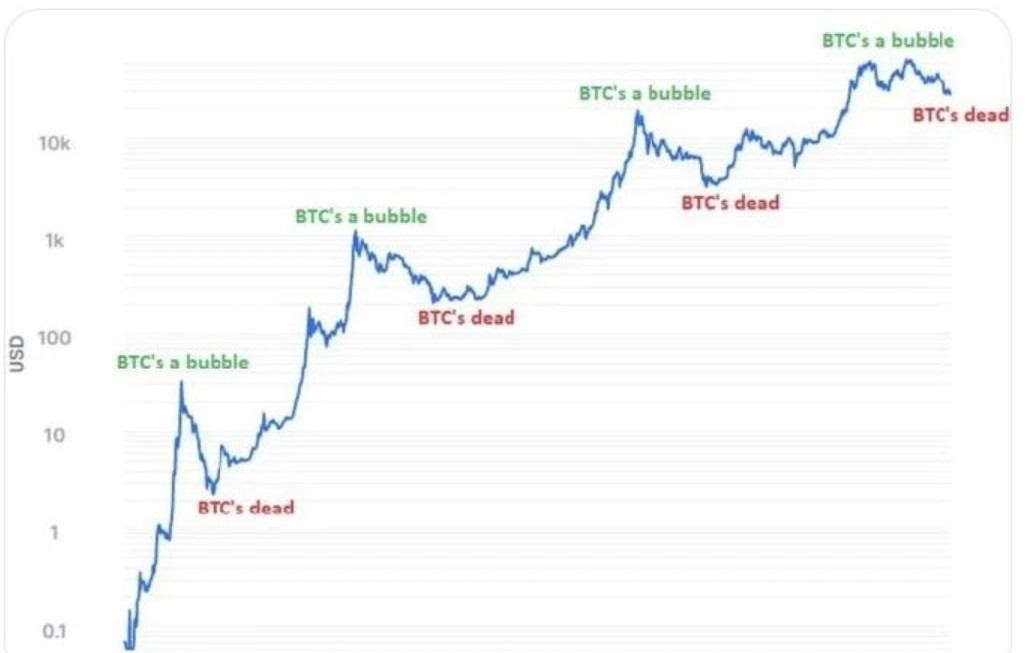 BTC's a bubble
BTC's a bubble
BTC's dead
10k
BTC's dead
BTC's a bubble
1k
BTC's dead
100
USD
BTC's a bubble
10
BTC's dead
1
0.1